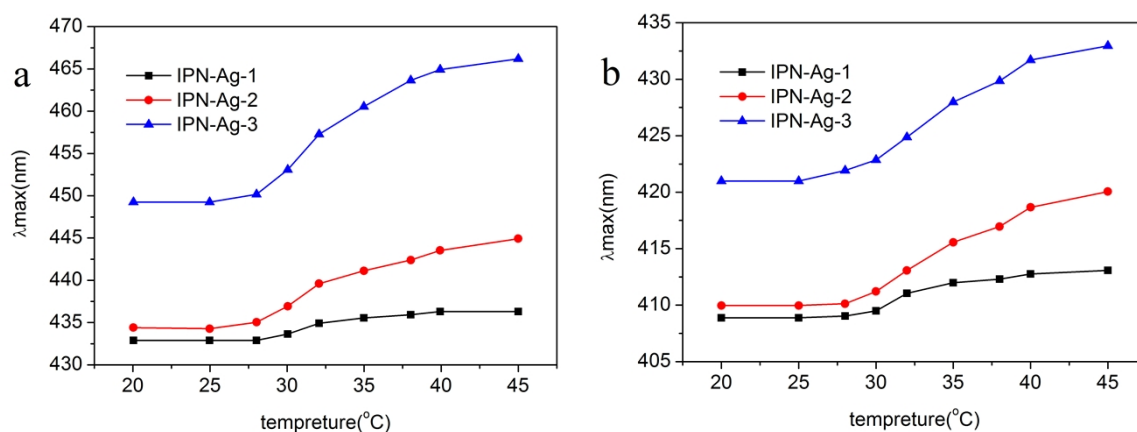 a
IPN-Ag-1
IPN-Ag-2
IPN-Ag-3
λmax(nm)
470
465
460
455
450
445
440
435
430
20 25 30 35 40 45
tempreture(°C)
b
IPN-Ag-1
IPN-Ag-2
IPN-Ag-3
λmax(nm)
435
430
425
420
415
410
405
20 25 30 35 40 45
tempreture(°C)